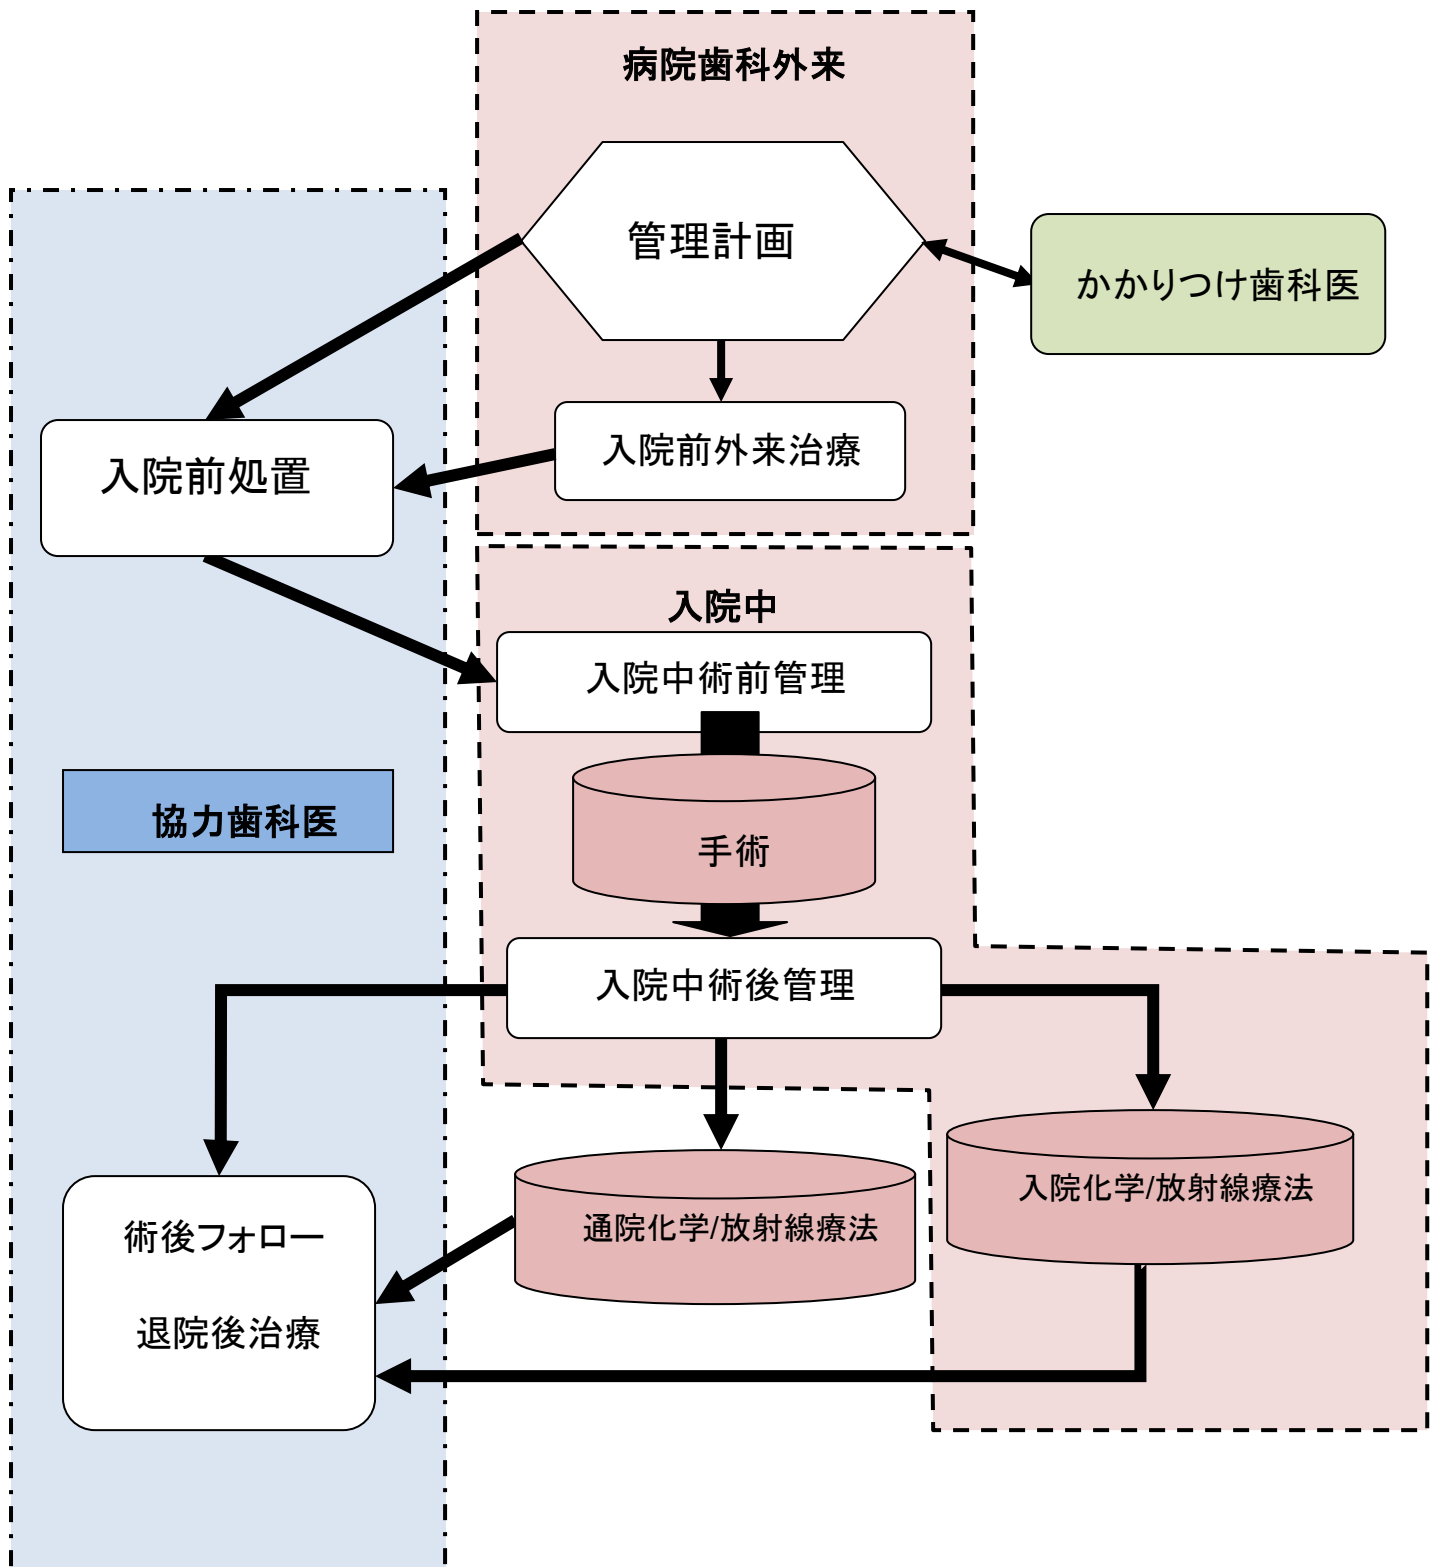 病院歯科外来
管理計画
かかりつけ歯科医
入院前外来治療
入院前処置
入院中
入院中術前管理
協力歯科医
手術
入院中術後管理
入院化学/放射線療法
通院化学/放射線療法
術後フォロー
退院後治療